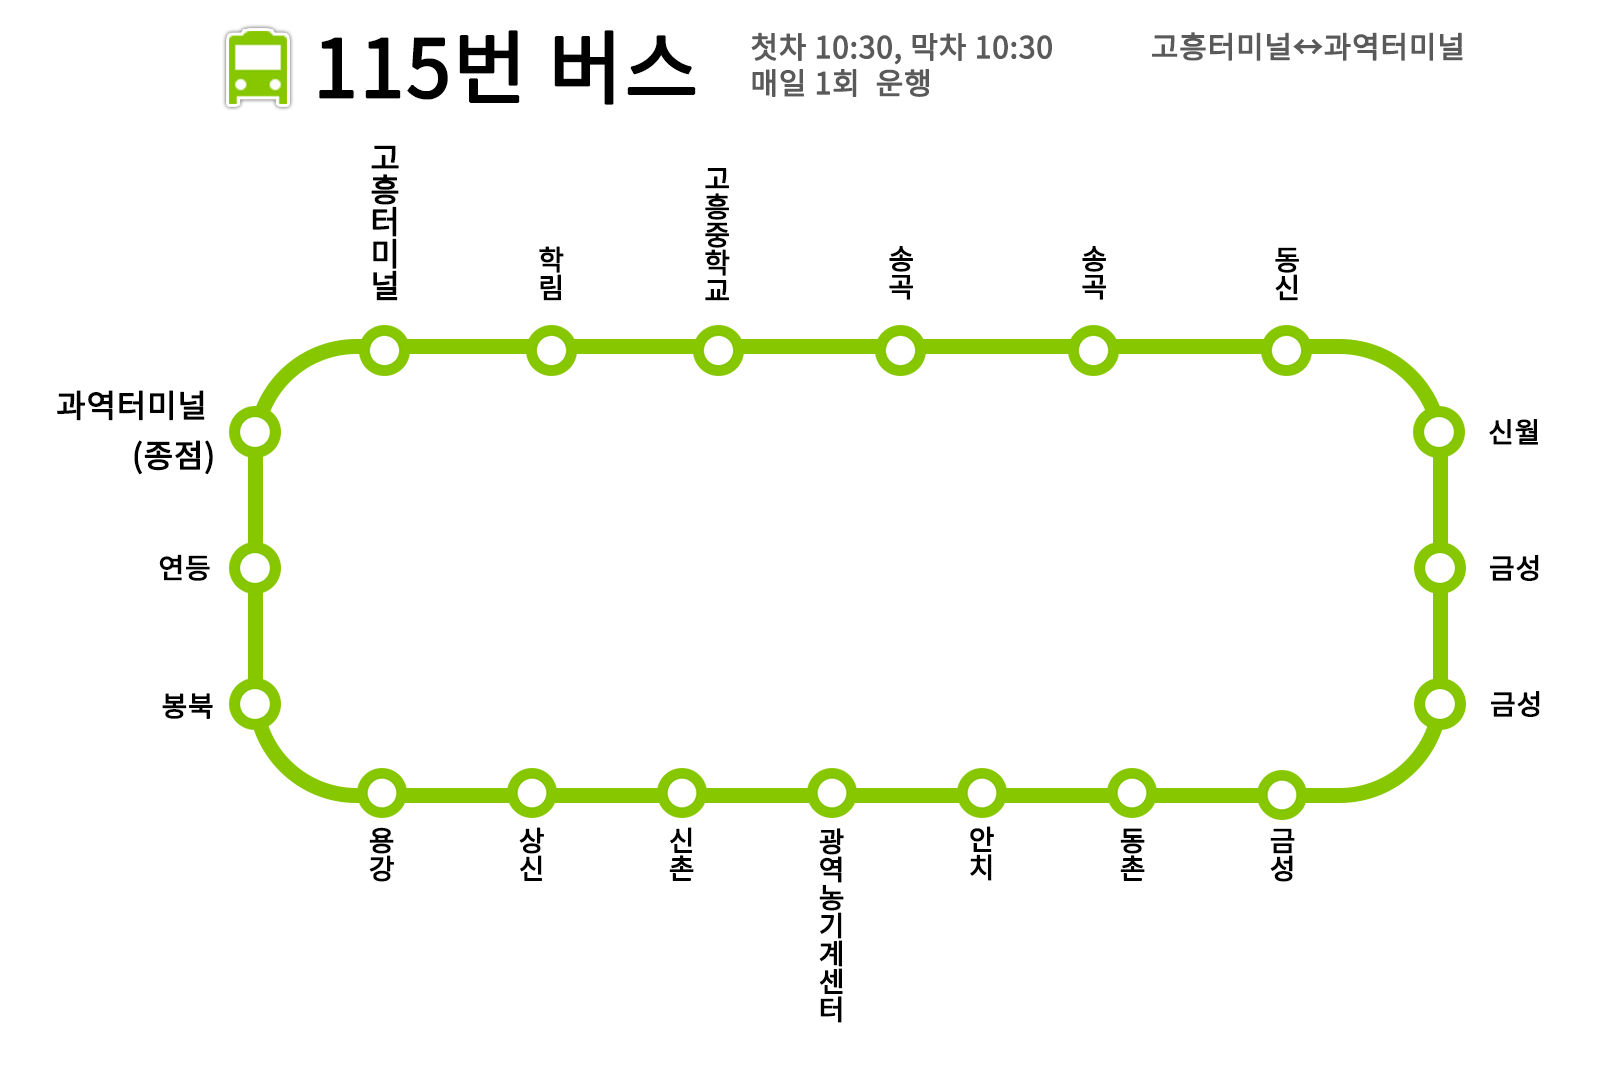 115번 버스
첫차 10:30, 막차 10:30
매일 1회 운행
고흥터미널↔과역터미널
고흥터미널
학림
고흥중학교
송곡
송곡
동신
신월
금성
금성
금성
동촌
안치
광역농기계센터
신촌
상신
용강
봉북
연등
과역터미널
(종점)